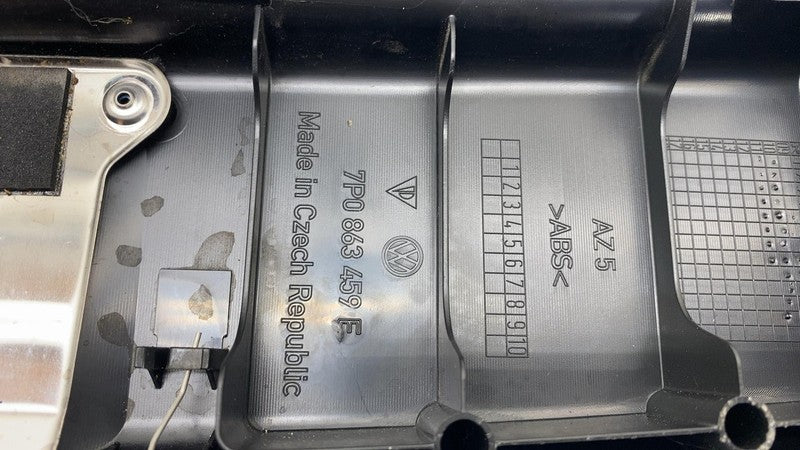 7P0 863 459 E
Made in Czech Republic
AZ 5
>ABS<
1 2 3 4 5 6 7 8 9 10